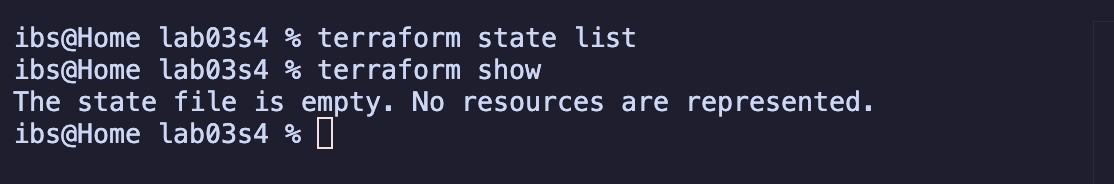 ibs@Home lab03s4 % terraform state list
ibs@Home lab03s4 % terraform show
The state file is empty. No resources are represented.
ibs@Home lab03s4 %